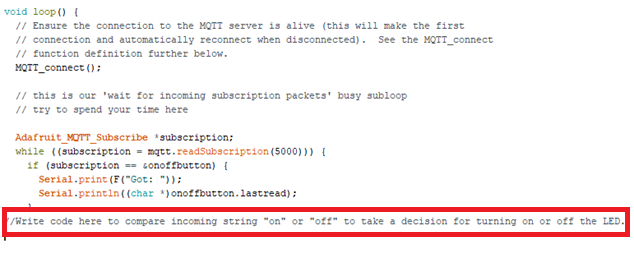 void loop() {
// Ensure the connection to the MQTT server is alive (this will make the first
// connection and automatically reconnect when disconnected).  See the MQTT_connect
// function definition further below.
MQTT_connect();
// this is our 'wait for incoming subscription packets' busy subloop
// try to spend your time here
Adafruit_MQTT_Subscribe *subscription;
while ((subscription = mqtt.readSubscription(5000))) {
if (subscription == &onoffbutton) {
Serial.print(F("Got: "));
Serial.println((char *)onoffbutton.lastread);
}
//Write code here to compare incoming string "on" or "off" to take a decision for turning on or off the LED.